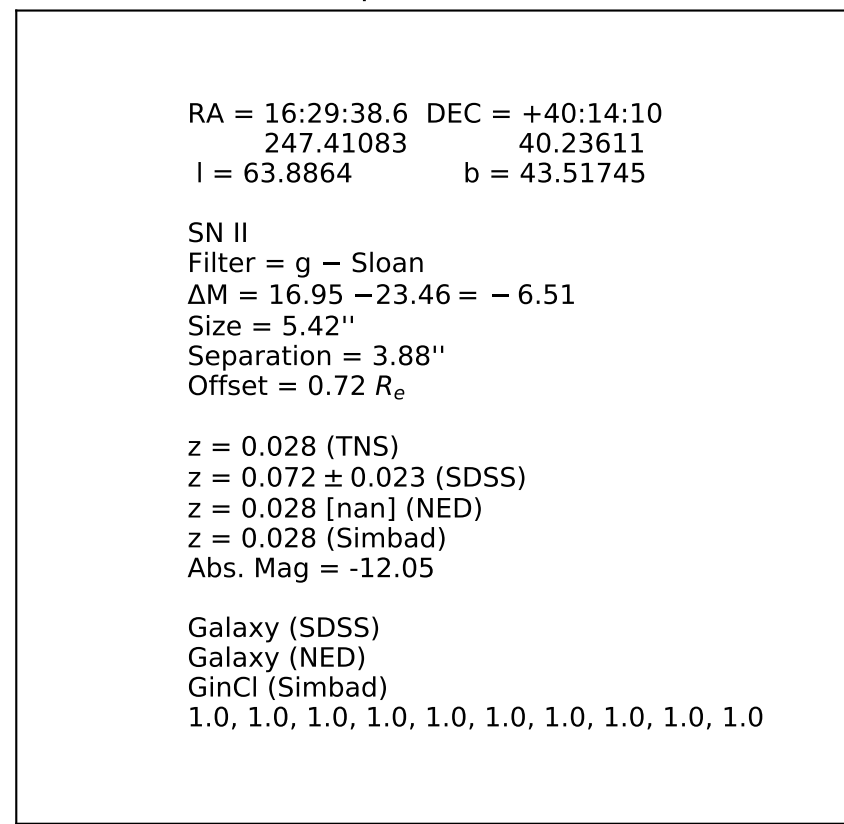 RA = 16:29:38.6  DEC = +40:14:10
247.41083  40.23611
l = 63.8864  b = 43.51745
SN II
Filter = g − Sloan
ΔM = 16.95 −23.46 = − 6.51
Size = 5.42''
Separation = 3.88''
Offset = 0.72 Re
z = 0.028 (TNS)
z = 0.072 ± 0.023 (SDSS)
z = 0.028 [nan] (NED)
z = 0.028 (Simbad)
Abs. Mag = -12.05
Galaxy (SDSS)
Galaxy (NED)
GinCl (Simbad)
1.0, 1.0, 1.0, 1.0, 1.0, 1.0, 1.0, 1.0, 1.0, 1.0